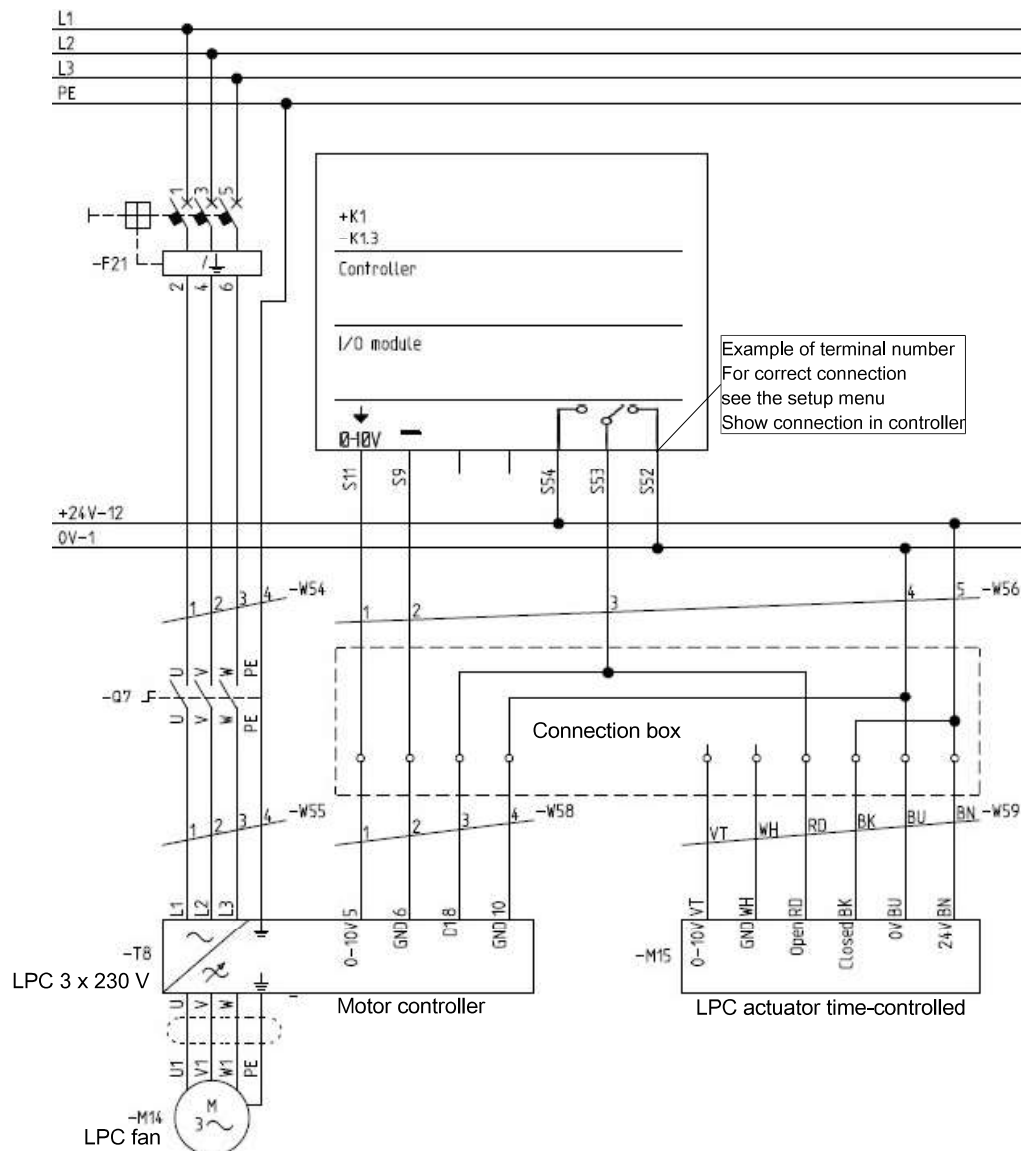 L1
L2
L3
PE
1 3 5
-F21
2 4 6
+K1
-K1.3
Controller
I/O module
0-10V
Example of terminal number
For correct connection
see the setup menu
Show connection in controller
S11 S9 S54 S53 S52
+24V-12
0V-1
1 2 3 4 -W54
1 2 3 4 5 -W56
U V W PE
-Q7
U V W PE
Connection box
1 2 3 4 -W55
1 2 3 4 -W58
VT WH RD BK BU BN -W59
L1 L2 L3
0-10V 5
GND 6
D18
GND 10
0-10V VT
GND WH
Open RD
Closed BK
0V BU
24V BN
-T8
LPC 3 x 230 V
Motor controller
-M15
LPC actuator time-controlled
U V W
U1 V1 W1 PE
-M14
M
3~
LPC fan